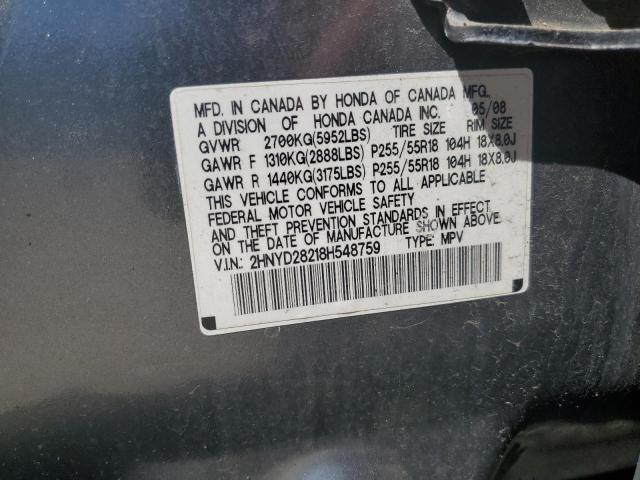 MFD. IN CANADA BY HONDA OF CANADA MFG.,
A DIVISION OF HONDA CANADA INC. 05/08
GVWR 2700KG(5952LBS) TIRE SIZE RIM SIZE
GAWR F 1310KG(2888LBS) P255/55R18 104H 18X8.0J
GAWR R 1440KG(3175LBS) P255/55R18 104H 18X8.0J
THIS VEHICLE CONFORMS TO ALL APPLICABLE
FEDERAL MOTOR VEHICLE SAFETY
AND THEFT PREVENTION STANDARDS IN EFFECT
ON THE DATE OF MANUFACTURE SHOWN ABOVE.
V.I.N.: 2HNYD28218H548759 TYPE: MPV